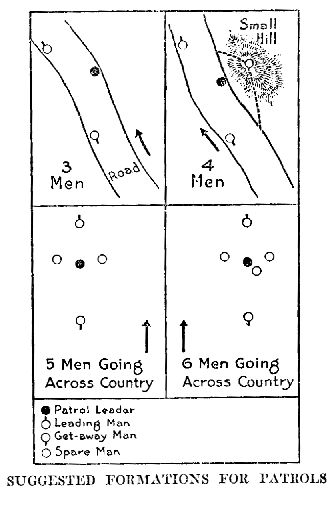 Small
Hill
3
Men
Road
4
Men
5 Men Going
Across Country
6 Men Going
Across Country
Patrol Leader
Leading Man
Get-away Man
Spare Man
SUGGESTED FORMATIONS FOR PATROLS